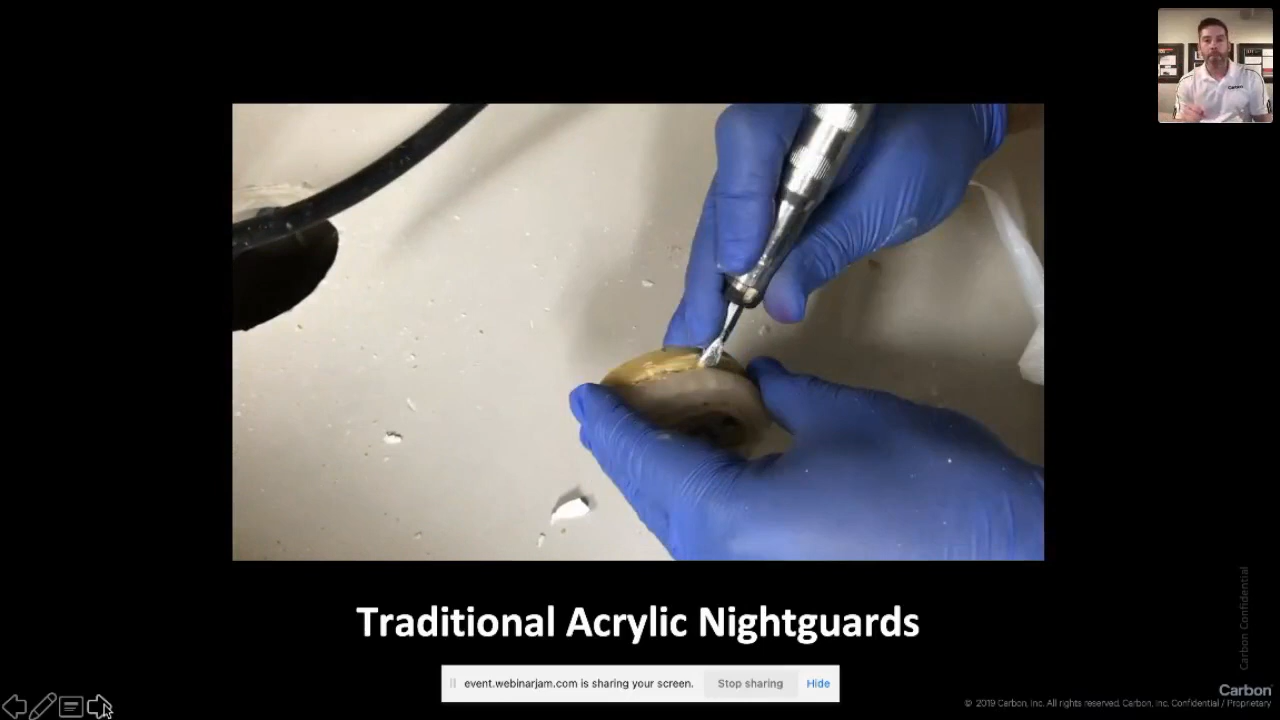 Carbon
Traditional Acrylic Nightguards
event.webinarjam.com is sharing your screen.
Stop sharing
Hide
Carbon Confidential
Carbon
© 2019 Carbon, Inc. All rights reserved. Carbon, Inc. Confidential / Proprietary